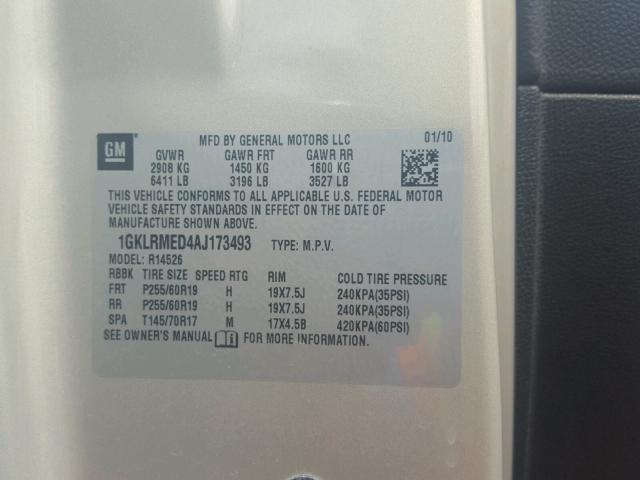 GM
MFD BY GENERAL MOTORS LLC 01/10
GVWR GAWR FRT GAWR RR
2908 KG 1450 KG 1600 KG
6411 LB 3196 LB 3527 LB
THIS VEHICLE CONFORMS TO ALL APPLICABLE U.S. FEDERAL MOTOR
VEHICLE SAFETY STANDARDS IN EFFECT ON THE DATE OF
MANUFACTURE SHOWN ABOVE.
1GKLRMED4AJ173493 TYPE: M.P.V.
MODEL: R14526
RBBK TIRE SIZE SPEED RTG RIM COLD TIRE PRESSURE
FRT P255/60R19 H 19X7.5J 240KPA(35PSI)
RR P255/60R19 H 19X7.5J 240KPA(35PSI)
SPA T145/70R17 M 17X4.5B 420KPA(60PSI)
SEE OWNER'S MANUAL FOR MORE INFORMATION.